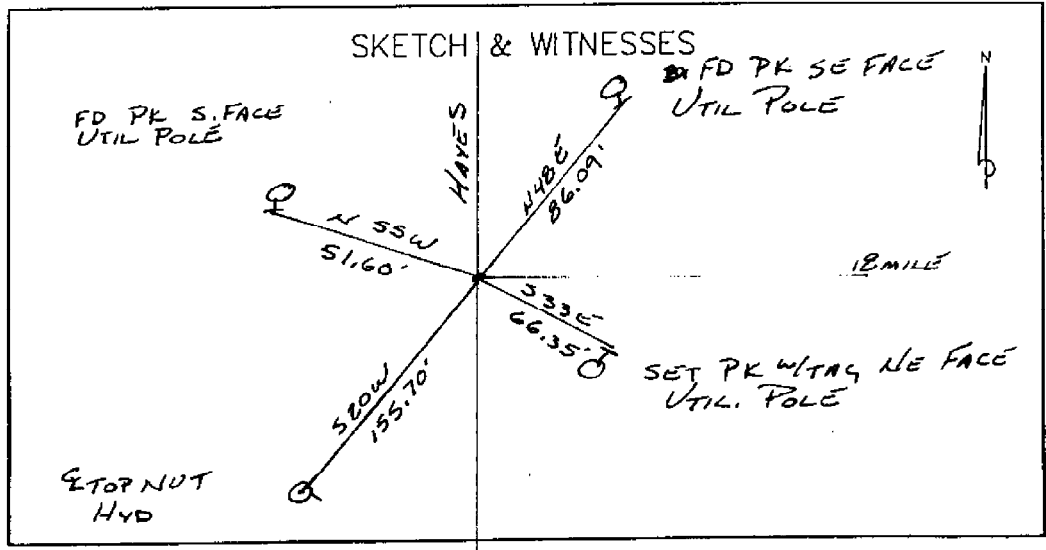 SKETCH & WITNESSES
FD PK SE FACE
UTIL POLE
N
FD PK S. FACE
UTIL POLE
HAYES
N48E
86.09'
N 55W
51.60'
18 MILE
S33E
66.35'
SET PK W/TAG NE FACE
UTIL. POLE
S20W
155.70'
℄ TOP NUT
HYD